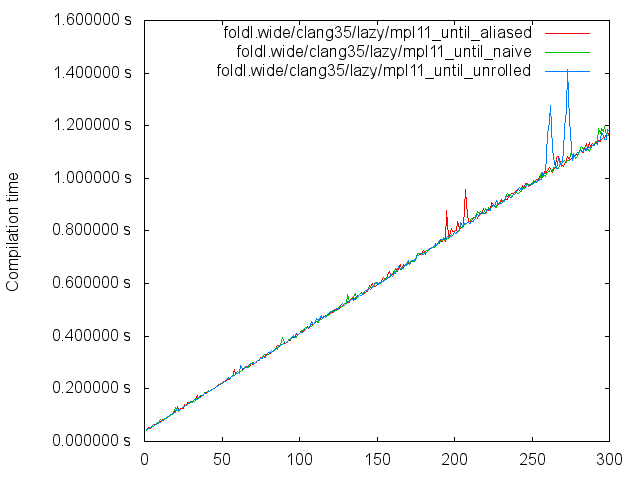 1.600000 s
foldl.wide/clang35/lazy/mpl11_until_aliased
foldl.wide/clang35/lazy/mpl11_until_naive
foldl.wide/clang35/lazy/mpl11_until_unrolled
1.400000 s
1.200000 s
1.000000 s
0.800000 s
0.600000 s
0.400000 s
0.200000 s
0.000000 s
Compilation time
0 50 100 150 200 250 300